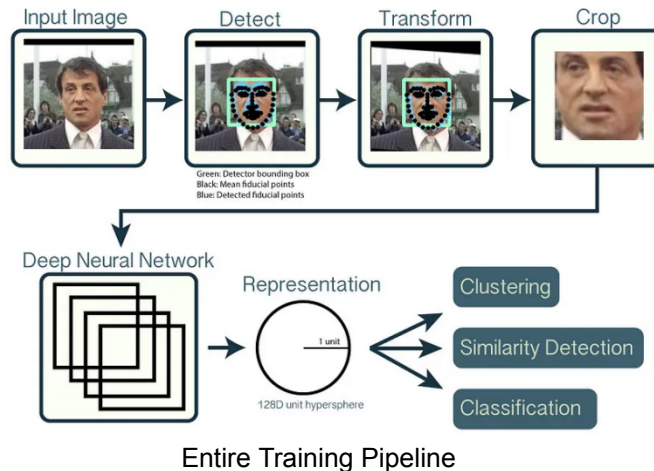 Input Image
Detect
Transform
Crop
Green: Detector bounding box
Black: Mean fiducial points
Blue: Detected fiducial points
Deep Neural Network
Representation
1 unit
128D unit hypersphere
Clustering
Similarity Detection
Classification
Entire Training Pipeline